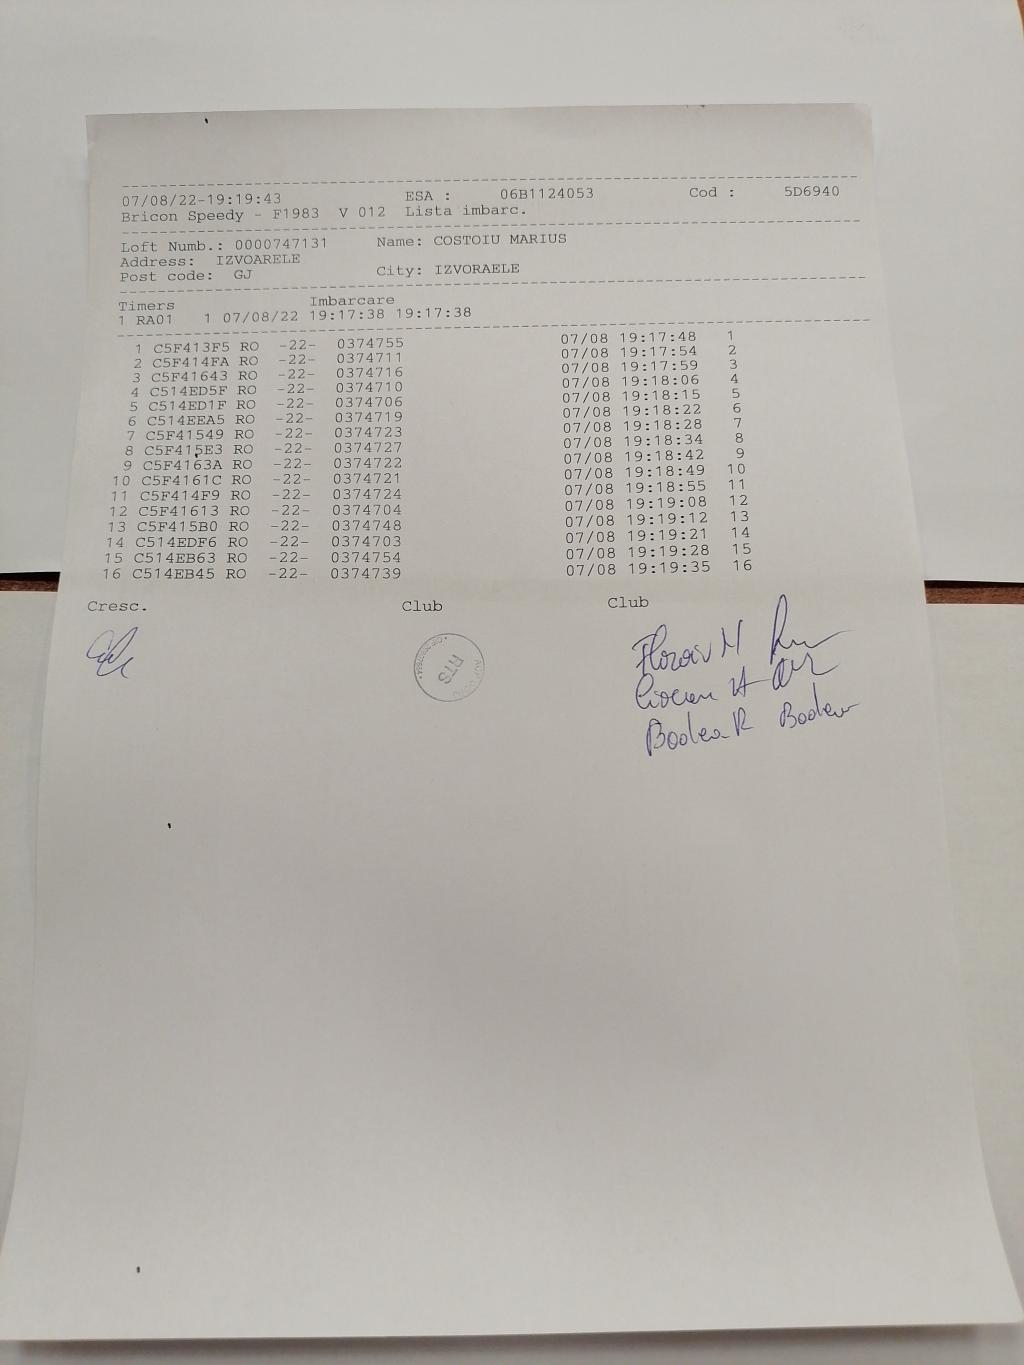 07/08/22-19:19:43 ESA : 06B1124053 Cod : 5D6940
Bricon Speedy - F1983 V 012 Lista imbarc.
Loft Numb.: 0000747131 Name: COSTOIU MARIUS
Address: IZVOARELE
Post code: GJ City: IZVORAELE
Timers Imbarcare
1 RA01 1 07/08/22 19:17:38 19:17:38
1 C5F413F5 RO -22- 0374755 07/08 19:17:48 1
2 C5F414FA RO -22- 0374711 07/08 19:17:54 2
3 C5F41643 RO -22- 0374716 07/08 19:17:59 3
4 C514ED5F RO -22- 0374710 07/08 19:18:06 4
5 C514ED1F RO -22- 0374706 07/08 19:18:15 5
6 C514EEA5 RO -22- 0374719 07/08 19:18:22 6
7 C5F41549 RO -22- 0374723 07/08 19:18:28 7
8 C5F415E3 RO -22- 0374727 07/08 19:18:34 8
9 C5F4163A RO -22- 0374722 07/08 19:18:42 9
10 C5F4161C RO -22- 0374721 07/08 19:18:49 10
11 C5F414F9 RO -22- 0374724 07/08 19:18:55 11
12 C5F41613 RO -22- 0374704 07/08 19:19:08 12
13 C5F415B0 RO -22- 0374748 07/08 19:19:12 13
14 C514EDF6 RO -22- 0374703 07/08 19:19:21 14
15 C514EB63 RO -22- 0374754 07/08 19:19:28 15
16 C514EB45 RO -22- 0374739 07/08 19:19:35 16
Cresc. Club Club
RTS
Bodea R Bodea